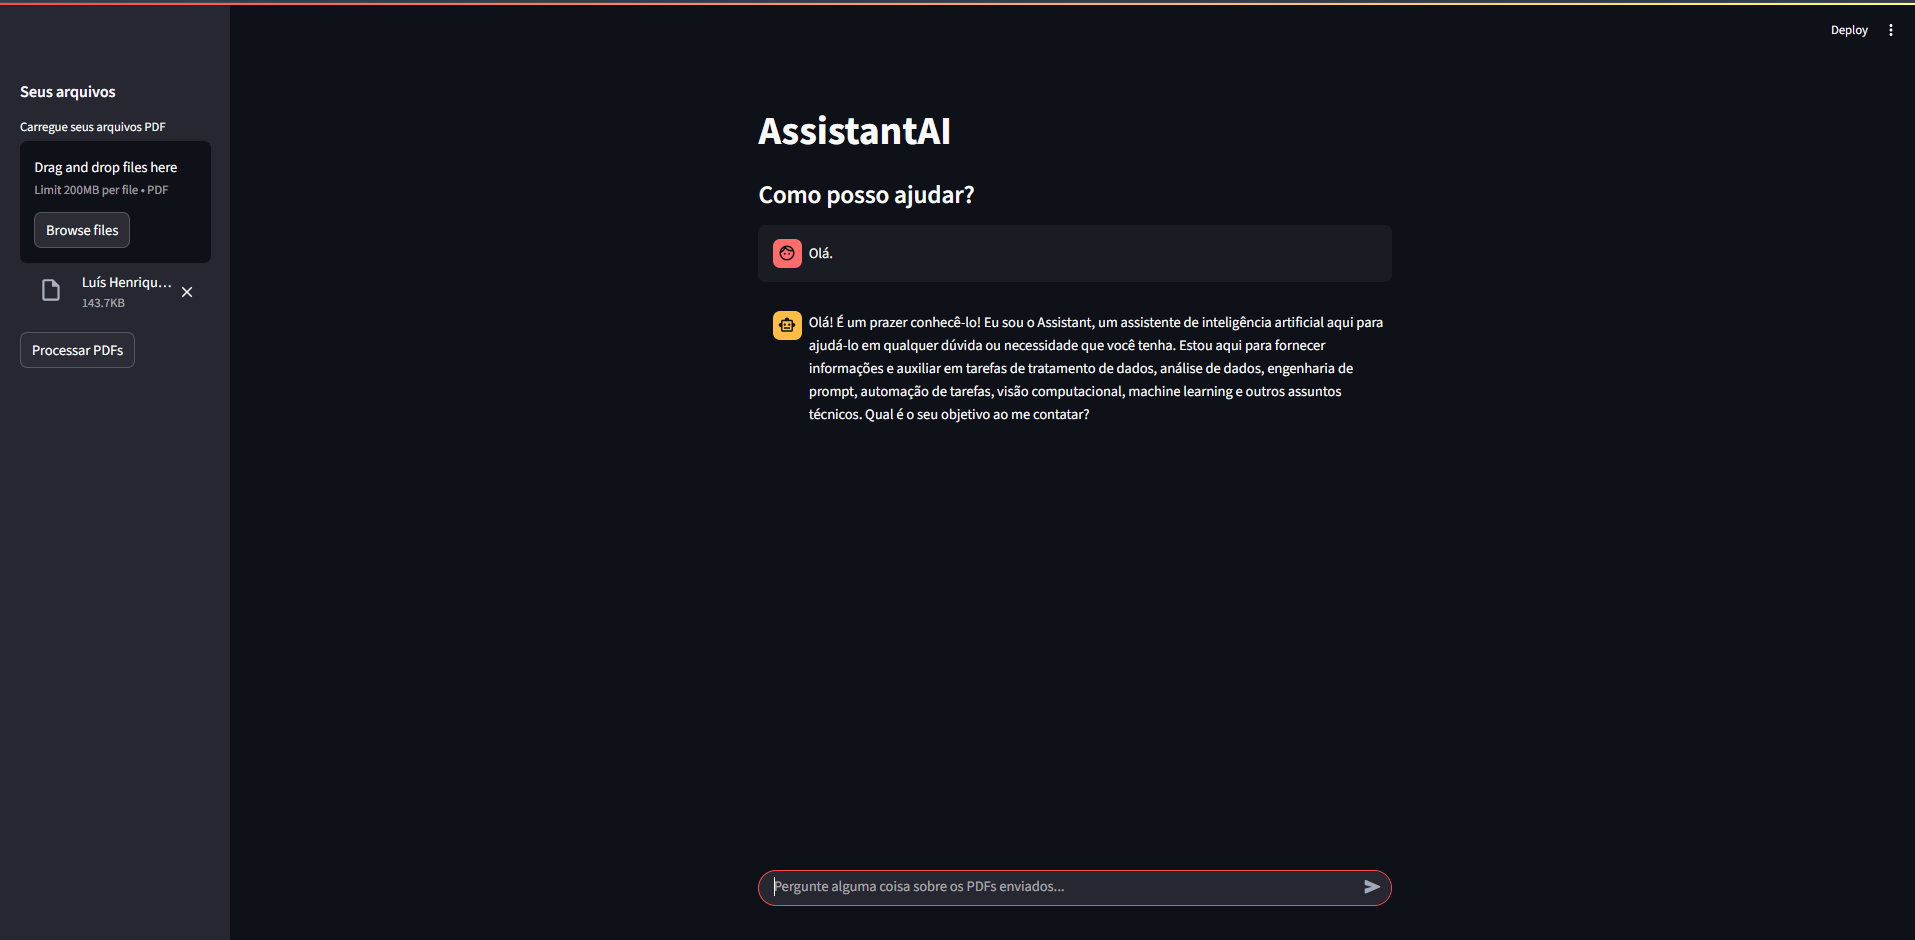 Deploy
Seus arquivos
Carregue seus arquivos PDF
Drag and drop files here
Limit 200MB per file • PDF
Browse files
Luís Henriqu...
143.7KB
Processar PDFs
AssistantAI
Como posso ajudar?
Olá.
Olá! É um prazer conhecê-lo! Eu sou o Assistant, um assistente de inteligência artificial aqui para
ajudá-lo em qualquer dúvida ou necessidade que você tenha. Estou aqui para fornecer
informações e auxiliar em tarefas de tratamento de dados, análise de dados, engenharia de
prompt, automação de tarefas, visão computacional, machine learning e outros assuntos
técnicos. Qual é o seu objetivo ao me contatar?
Pergunte alguma coisa sobre os PDFs enviados...